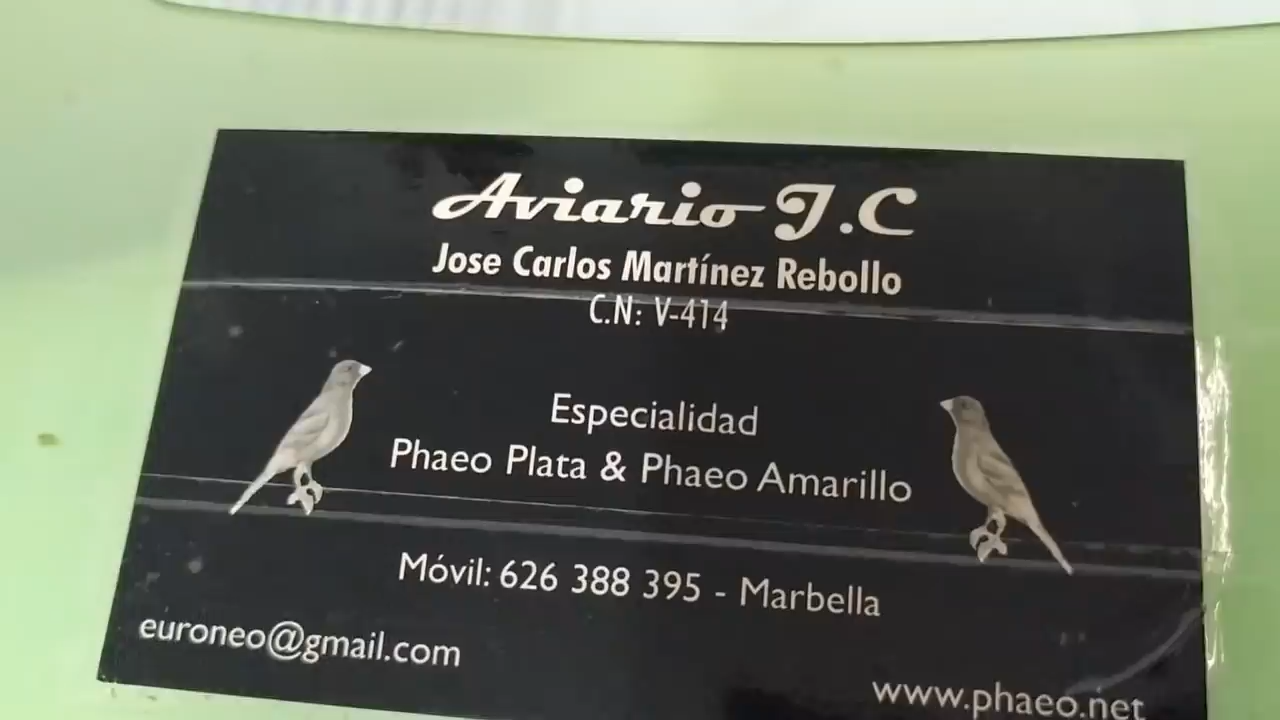 Aviario J.C
Jose Carlos Martínez Rebollo
C.N: V-414
Especialidad
Phaeo Plata & Phaeo Amarillo
Móvil: 626 388 395 - Marbella
euroneo@gmail.com
www.phaeo.net